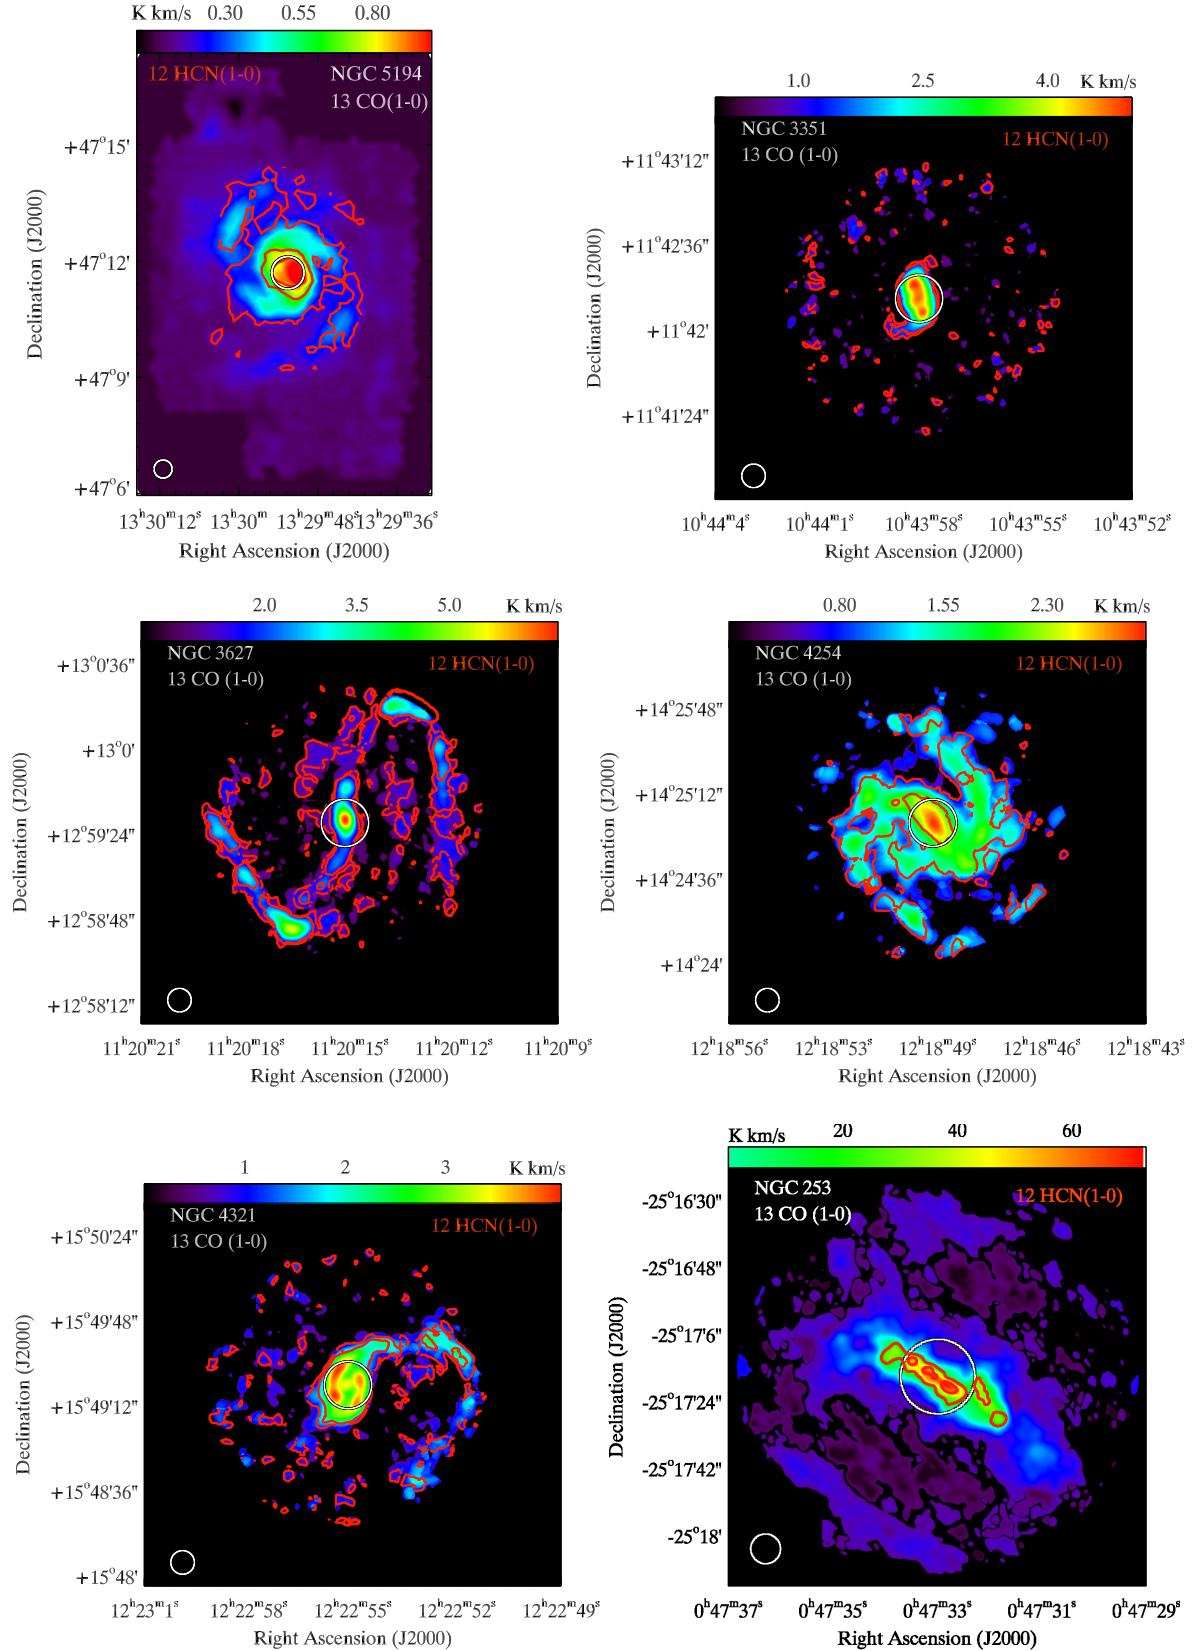 K km/s 0.30 0.55 0.80
12 HCN(1-0) NGC 5194
13 CO(1-0)
+47°15'
+47°12'
+47°9'
+47°6'
Declination (J2000)
13ʰ30ᵐ12ˢ 13ʰ30ᵐ 13ʰ29ᵐ48ˢ 13ʰ29ᵐ36ˢ
Right Ascension (J2000)
1.0 2.5 4.0 K km/s
NGC 3351
13 CO (1-0) 12 HCN(1-0)
+11°43'12"
+11°42'36"
+11°42'
+11°41'24"
Declination (J2000)
10ʰ44ᵐ4ˢ 10ʰ44ᵐ1ˢ 10ʰ43ᵐ58ˢ 10ʰ43ᵐ55ˢ 10ʰ43ᵐ52ˢ
Right Ascension (J2000)
2.0 3.5 5.0 K km/s
NGC 3627
13 CO (1-0) 12 HCN(1-0)
+13°0'36"
+13°0'
+12°59'24"
+12°58'48"
+12°58'12"
Declination (J2000)
11ʰ20ᵐ21ˢ 11ʰ20ᵐ18ˢ 11ʰ20ᵐ15ˢ 11ʰ20ᵐ12ˢ 11ʰ20ᵐ9ˢ
Right Ascension (J2000)
0.80 1.55 2.30 K km/s
NGC 4254
13 CO (1-0) 12 HCN(1-0)
+14°25'48"
+14°25'12"
+14°24'36"
+14°24'
Declination (J2000)
12ʰ18ᵐ56ˢ 12ʰ18ᵐ53ˢ 12ʰ18ᵐ49ˢ 12ʰ18ᵐ46ˢ 12ʰ18ᵐ43ˢ
Right Ascension (J2000)
1 2 3 K km/s
NGC 4321
13 CO (1-0) 12 HCN(1-0)
+15°50'24"
+15°49'48"
+15°49'12"
+15°48'36"
+15°48'
Declination (J2000)
12ʰ23ᵐ1ˢ 12ʰ22ᵐ58ˢ 12ʰ22ᵐ55ˢ 12ʰ22ᵐ52ˢ 12ʰ22ᵐ49ˢ
Right Ascension (J2000)
K km/s 20 40 60
NGC 253
13 CO (1-0) 12 HCN(1-0)
-25°16'30"
-25°16'48"
-25°17'6"
-25°17'24"
-25°17'42"
-25°18'
Declination (J2000)
0ʰ47ᵐ37ˢ 0ʰ47ᵐ35ˢ 0ʰ47ᵐ33ˢ 0ʰ47ᵐ31ˢ 0ʰ47ᵐ29ˢ
Right Ascension (J2000)